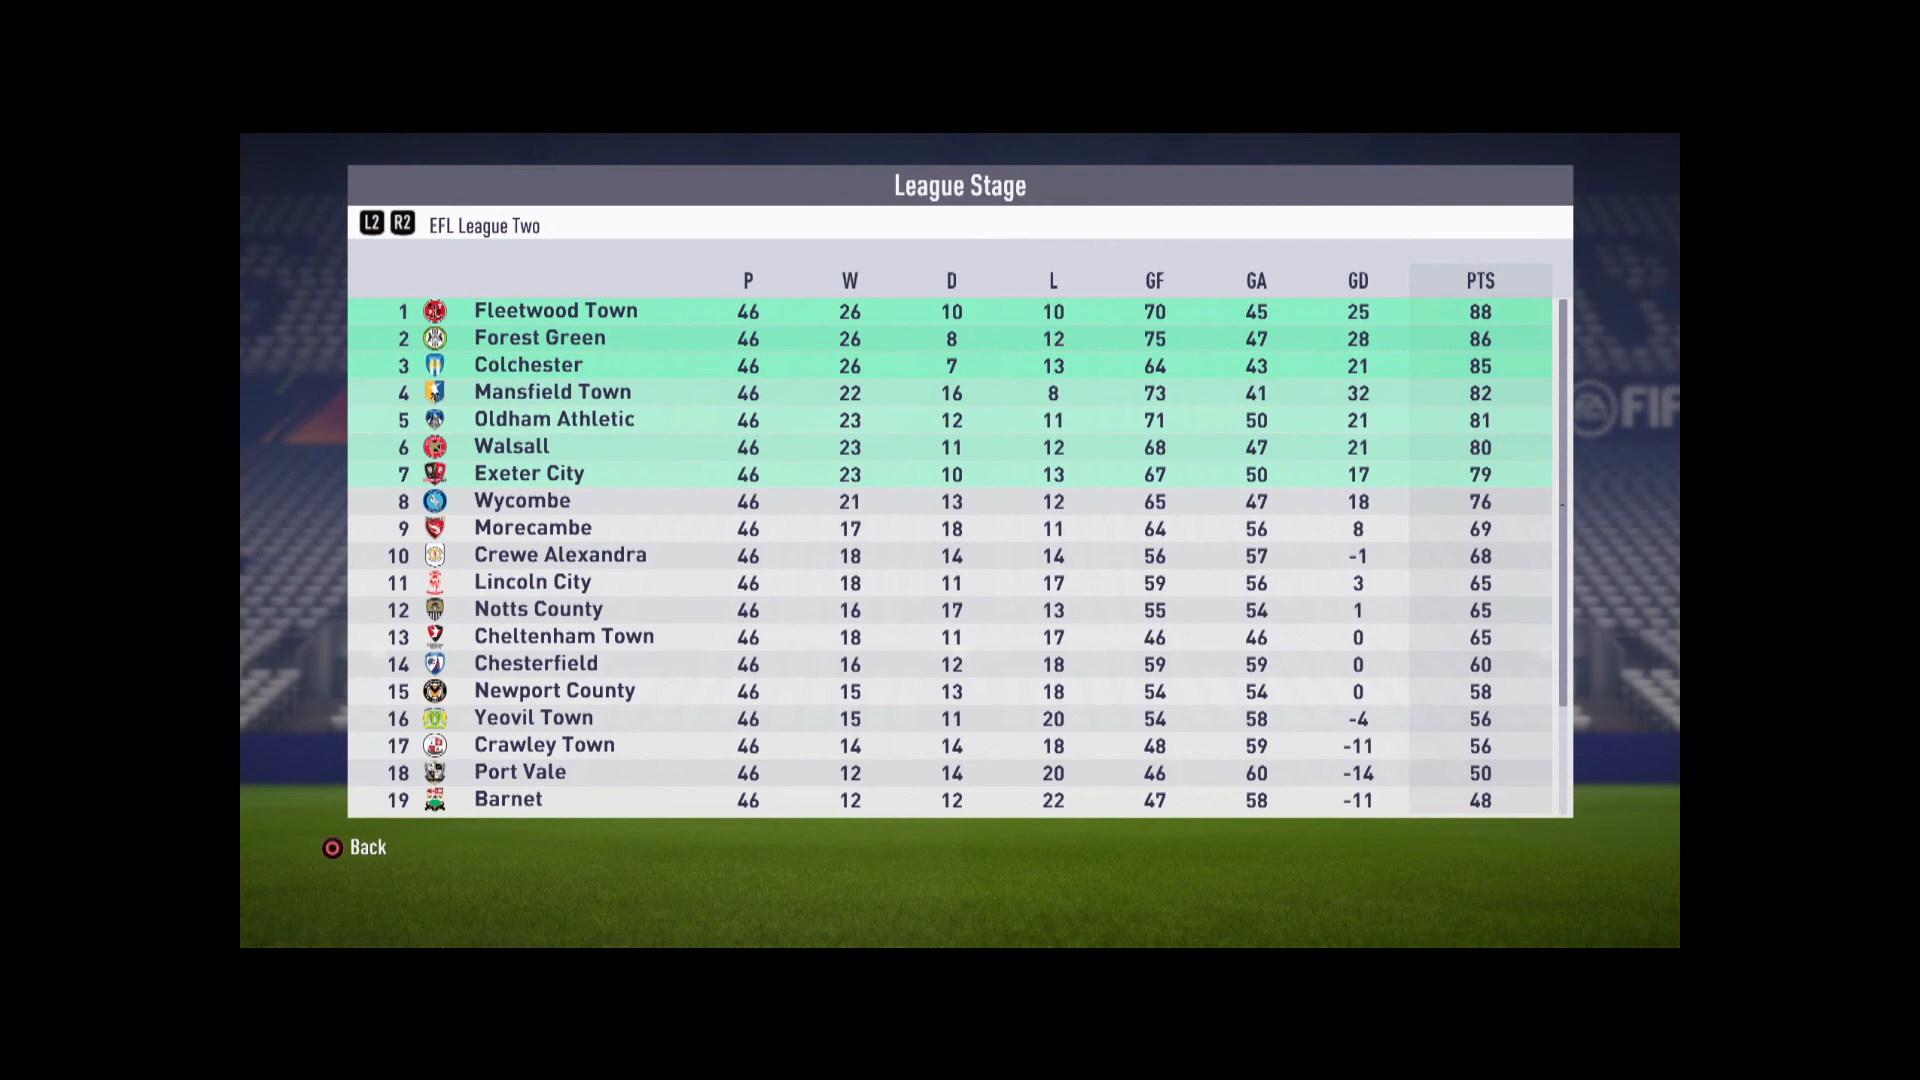 League Stage
L2 R2 EFL League Two
P W D L GF GA GD PTS
1 Fleetwood Town 46 26 10 10 70 45 25 88
2 Forest Green 46 26 8 12 75 47 28 86
3 Colchester 46 26 7 13 64 43 21 85
4 Mansfield Town 46 22 16 8 73 41 32 82
5 Oldham Athletic 46 23 12 11 71 50 21 81
6 Walsall 46 23 11 12 68 47 21 80
7 Exeter City 46 23 10 13 67 50 17 79
8 Wycombe 46 21 13 12 65 47 18 76
9 Morecambe 46 17 18 11 64 56 8 69
10 Crewe Alexandra 46 18 14 14 56 57 -1 68
11 Lincoln City 46 18 11 17 59 56 3 65
12 Notts County 46 16 17 13 55 54 1 65
13 Cheltenham Town 46 18 11 17 46 46 0 65
14 Chesterfield 46 16 12 18 59 59 0 60
15 Newport County 46 15 13 18 54 54 0 58
16 Yeovil Town 46 15 11 20 54 58 -4 56
17 Crawley Town 46 14 14 18 48 59 -11 56
18 Port Vale 46 12 14 20 46 60 -14 50
19 Barnet 46 12 12 22 47 58 -11 48
EA FIF
Back